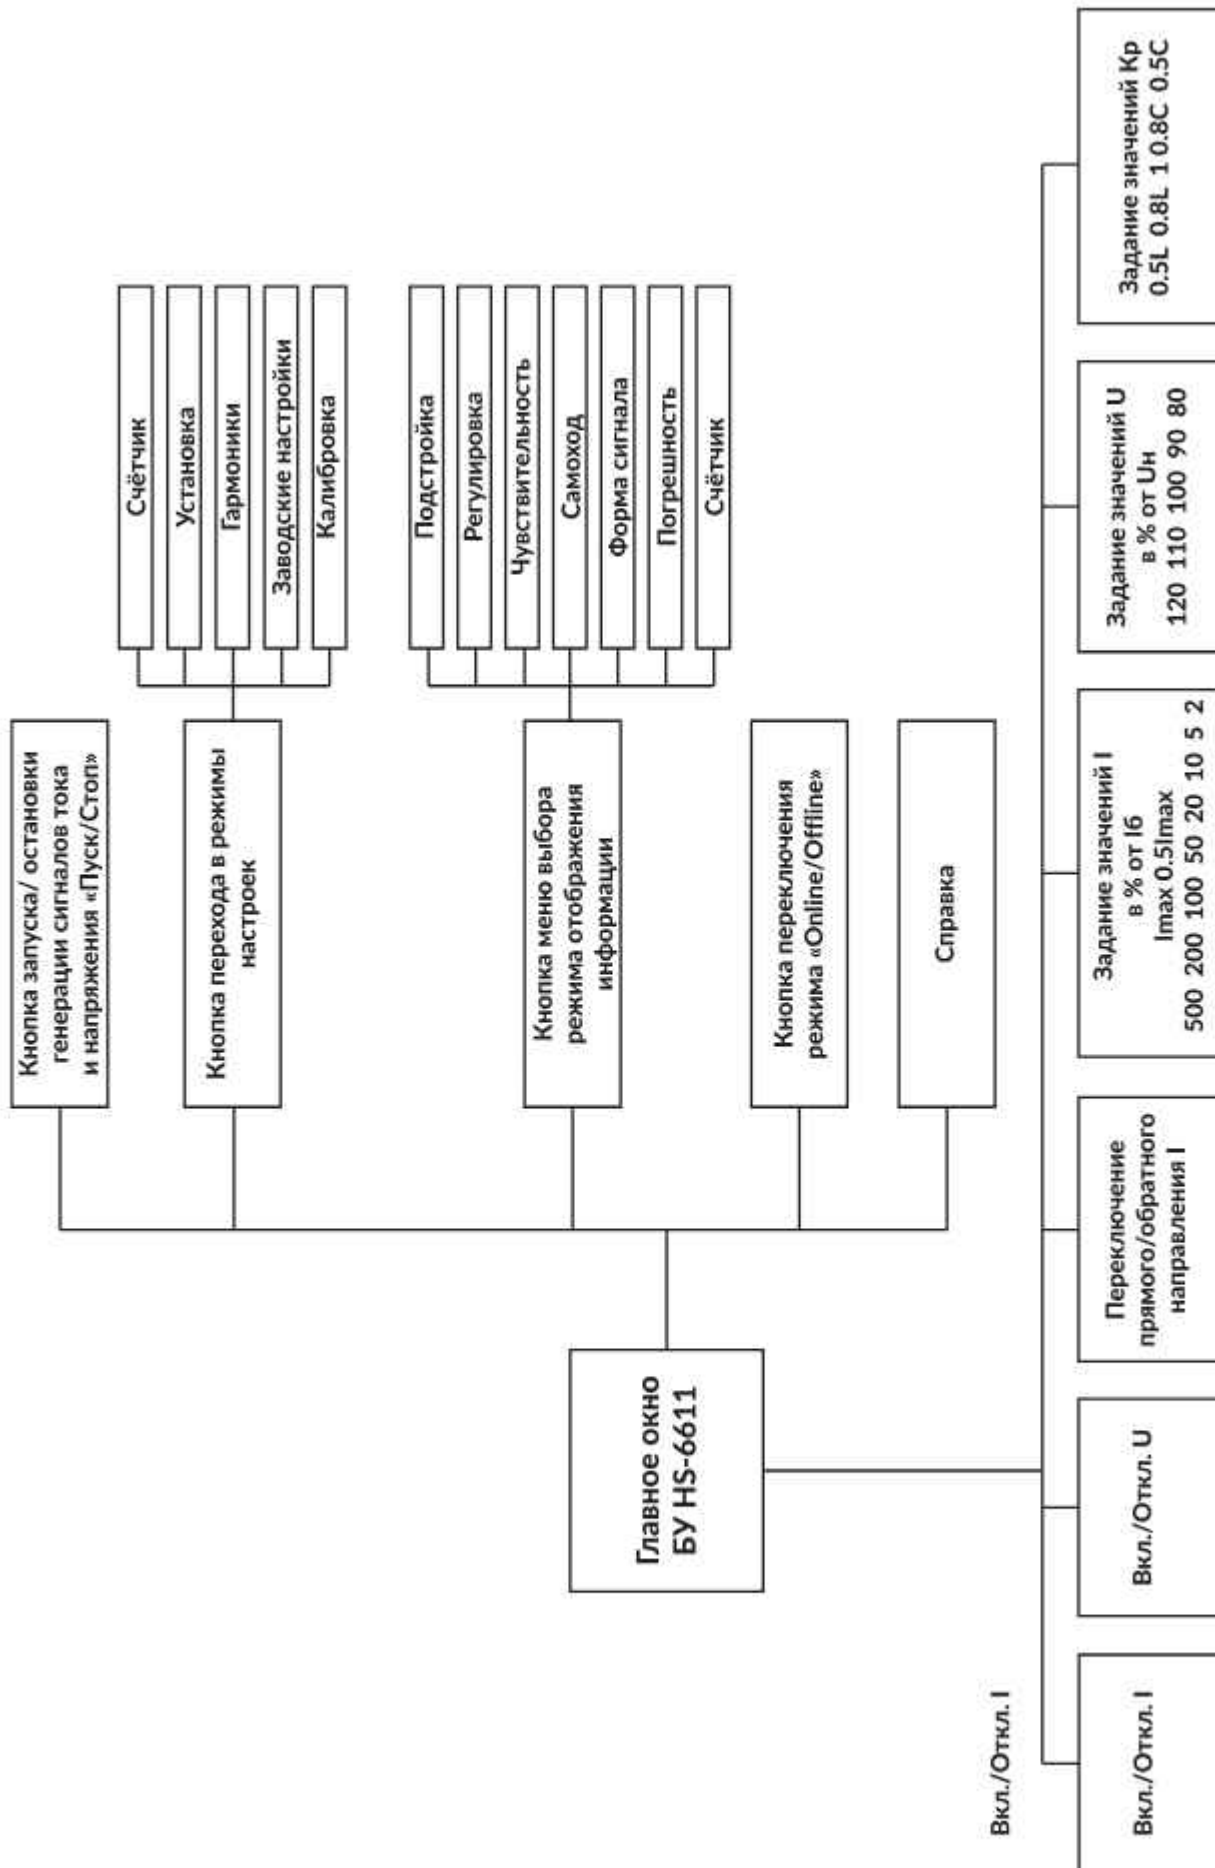 Кнопка запуска/ остановки
генерации сигналов тока
и напряжения «Пуск/Стоп»
Кнопка перехода в режимы
настроек
Счётчик
Установка
Гармоники
Заводские настройки
Калибровка
Кнопка меню выбора
режима отображения
информации
Подстройка
Регулировка
Чувствительность
Самоход
Форма сигнала
Погрешность
Счётчик
Кнопка переключения
режима «Online/Offline»
Справка
Главное окно
БУ HS-6611
Вкл./Откл. I
Вкл./Откл. I
Вкл./Откл. U
Переключение
прямого/обратного
направления I
Задание значений I
в % от Iб
Imax 0.5Imax
500 200 100 50 20 10 5 2
Задание значений U
в % от Uн
120 110 100 90 80
Задание значений Kp
0.5L 0.8L 1 0.8C 0.5C